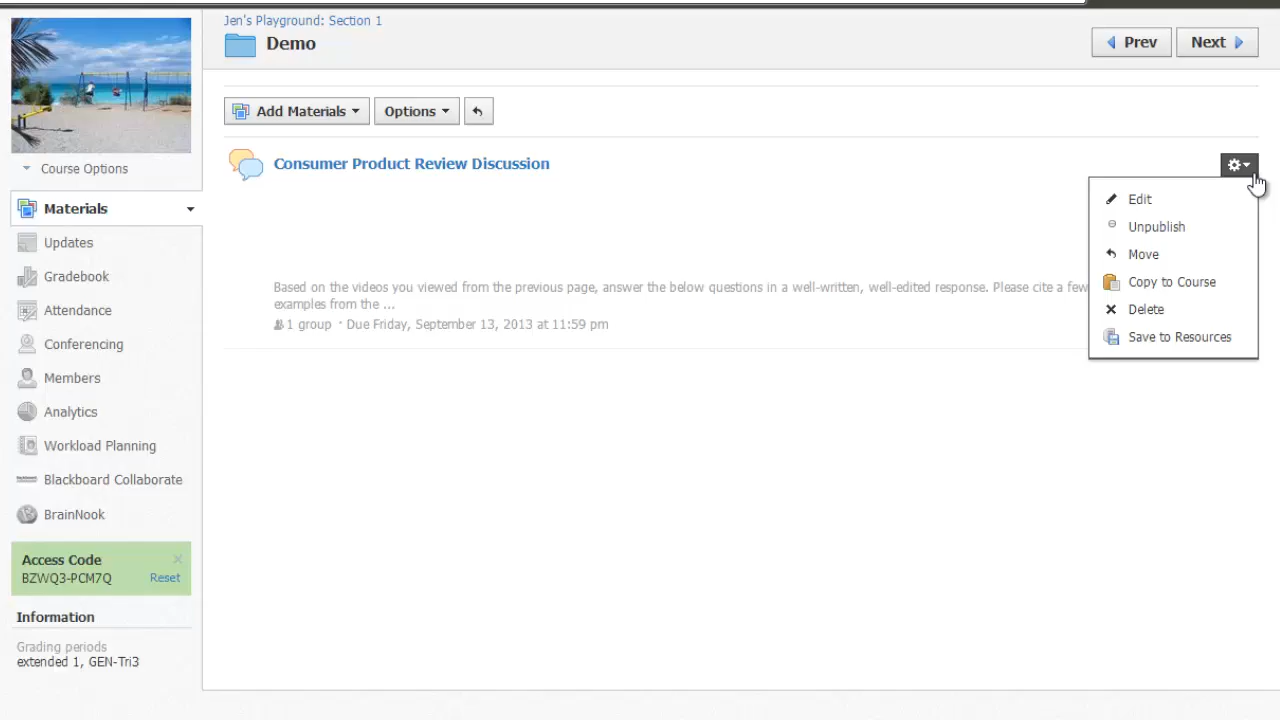 Jen's Playground: Section 1
Demo
Prev
Next
Add Materials
Options
Course Options
Consumer Product Review Discussion
Materials
Edit
Updates
Unpublish
Gradebook
Move
Based on the videos you viewed from the previous page, answer the below questions in a well-written, well-edited response. Please cite a few
Copy to Course
examples from the ...
Attendance
Delete
1 group · Due Friday, September 13, 2013 at 11:59 pm
Save to Resources
Conferencing
Members
Analytics
Workload Planning
Blackboard Collaborate
BrainNook
Access Code
BZWQ3-PCM7Q Reset
Information
Grading periods
extended 1, GEN-Tri3